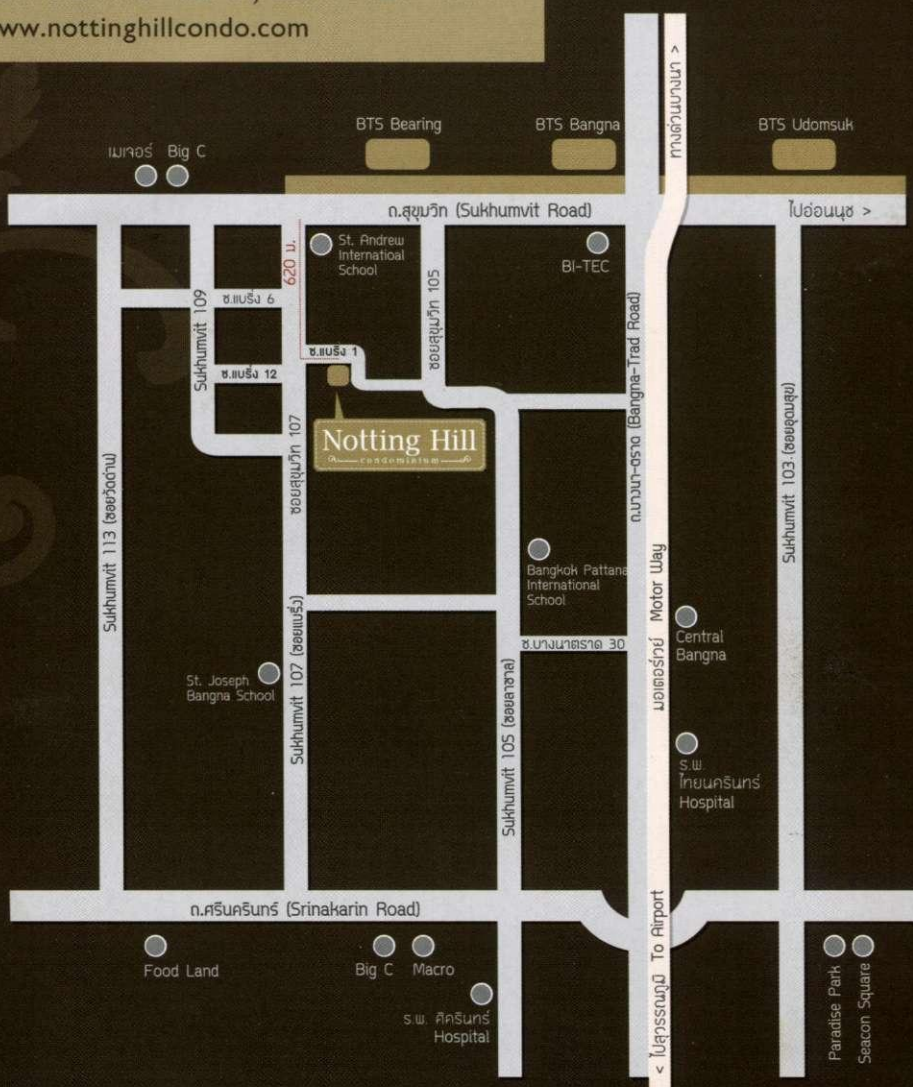 www.nottinghillcondo.com
ทางด่วนบางนา >
BTS Bearing
BTS Bangna
BTS Udomsuk
เมเจอร์
Big C
ถ.สุขุมวิท (Sukhumvit Road)
ไปอ่อนนุช >
620 ม.
St. Andrew
Internatioal
School
BI-TEC
ซอยสุขุมวิท 105
Sukhumvit 109
ซ.แบริ่ง 6
ซ.แบริ่ง 1
ซ.แบริ่ง 12
ถ.บางนา-ตราด (Bangna-Trad Road)
Notting Hill
condominium
ซอยสุขุมวิท 107
Sukhumvit 113 (ซอยวัดด่าน)
Sukhumvit 103 (ซอยอุดมสุข)
Bangkok Pattana
International
School
มอเตอร์เวย์ Motor Way
Central
Bangna
ซ.บางนาตราด 30
St. Joseph
Bangna School
Sukhumvit 107 (ซอยแบริ่ง)
Sukhumvit 105 (ซอยลาซาล)
ร.พ.
ไทยนครินทร์
Hospital
ถ.ศรีนครินทร์ (Srinakarin Road)
Food Land
Big C
Macro
ร.พ. ศิครินทร์
Hospital
< ไปสุวรรณภูมิ To Airport
Paradise Park
Seacon Square